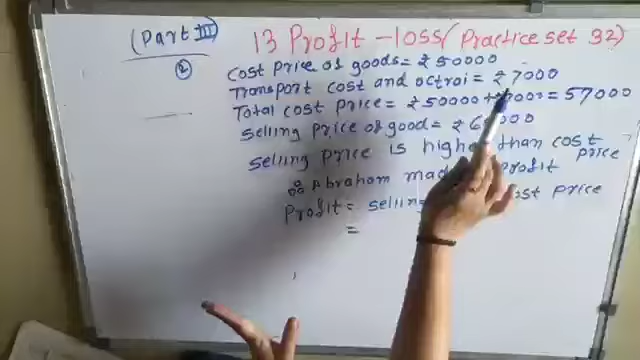 (Part III)
13 Profit - loss (Practice set 32)
②
Cost price of goods = ₹ 50000
Transport cost and octroi = ₹ 7000
Total cost price = ₹ 50000 + 7000 = 57000
Selling price of good = ₹ 6
Selling price is higher than cost price
∴ Abraham made profit
Profit = Selling cost price
=